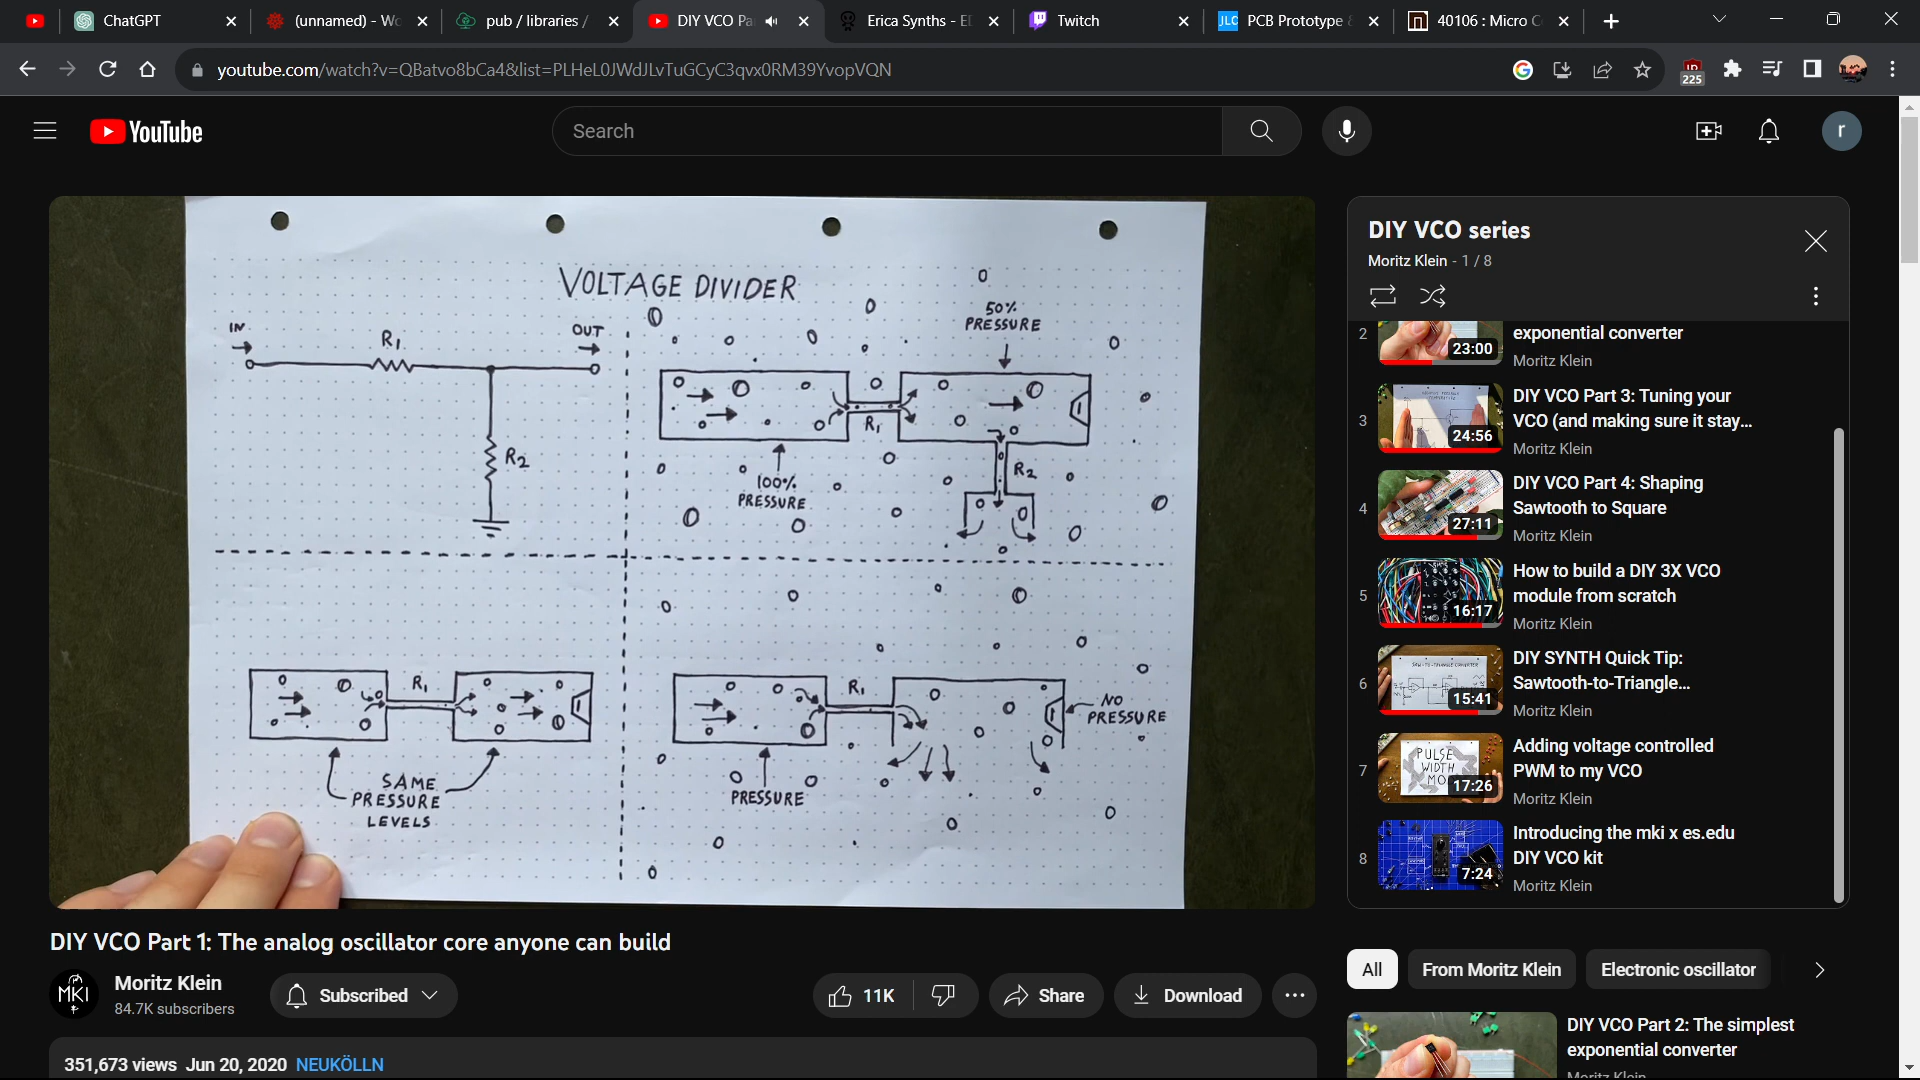 ChatGPT
(unnamed) - Wo
pub / libraries /
DIY VCO Pa
Erica Synths - E
Twitch
JLC
PCB Prototype &
40106 : Micro C
youtube.com/watch?v=QBatvo8bCa4&list=PLHeL0JWdJLvTuGCyC3qvx0RM39YvopVQN
225
YouTube
Search
r
VOLTAGE DIVIDER
IN
R1
OUT
R2
50%
PRESSURE
R1
R2
100%
PRESSURE
R1
SAME
PRESSURE
LEVELS
R1
NO
PRESSURE
PRESSURE
DIY VCO series
Moritz Klein - 1 / 8
2
23:00
exponential converter
Moritz Klein
3
24:56
DIY VCO Part 3: Tuning your
VCO (and making sure it stay...
Moritz Klein
4
27:11
DIY VCO Part 4: Shaping
Sawtooth to Square
Moritz Klein
5
16:17
How to build a DIY 3X VCO
module from scratch
Moritz Klein
6
15:41
DIY SYNTH Quick Tip:
Sawtooth-to-Triangle...
Moritz Klein
7
PULSE
WIDTH
MO
17:26
Adding voltage controlled
PWM to my VCO
Moritz Klein
8
7:24
Introducing the mki x es.edu
DIY VCO kit
Moritz Klein
DIY VCO Part 1: The analog oscillator core anyone can build
MKI
Moritz Klein
84.7K subscribers
Subscribed
11K
Share
Download
351,673 views Jun 20, 2020 NEUKÖLLN
All
From Moritz Klein
Electronic oscillator
DIY VCO Part 2: The simplest
exponential converter
Moritz Klein